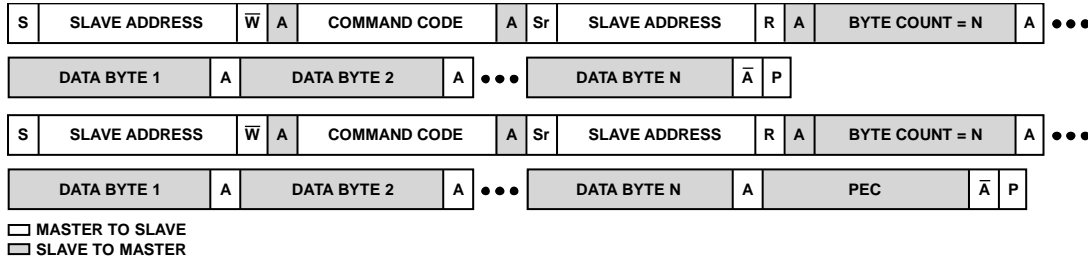 S SLAVE ADDRESS W̅ A COMMAND CODE A Sr SLAVE ADDRESS R A BYTE COUNT = N A •••
DATA BYTE 1 A DATA BYTE 2 A ••• DATA BYTE N A̅ P
S SLAVE ADDRESS W̅ A COMMAND CODE A Sr SLAVE ADDRESS R A BYTE COUNT = N A •••
DATA BYTE 1 A DATA BYTE 2 A ••• DATA BYTE N A PEC A̅ P
MASTER TO SLAVE
SLAVE TO MASTER